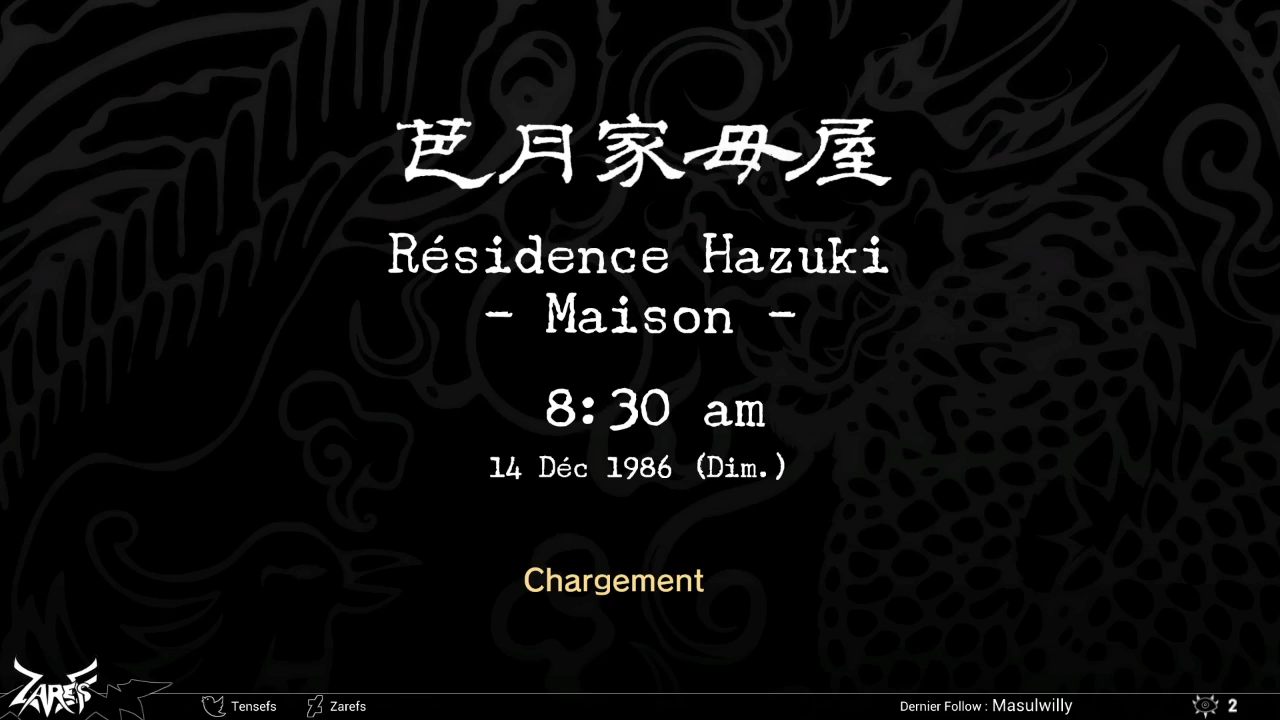 芭月家母屋
Résidence Hazuki
- Maison -
8:30 am
14 Déc 1986 (Dim.)
Chargement
ZAREFS
Tensefs
Zarefs
Dernier Follow : Masulwilly
2